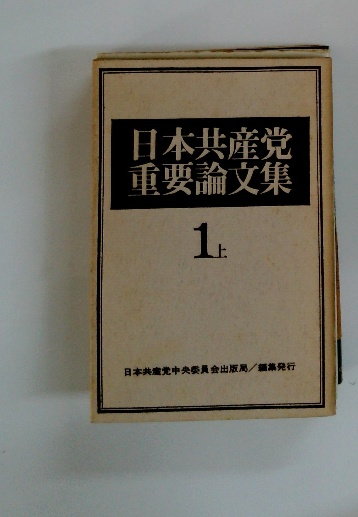 日本共産党
重要論文集
1上
日本共産党中央委員会出版局／編集発行